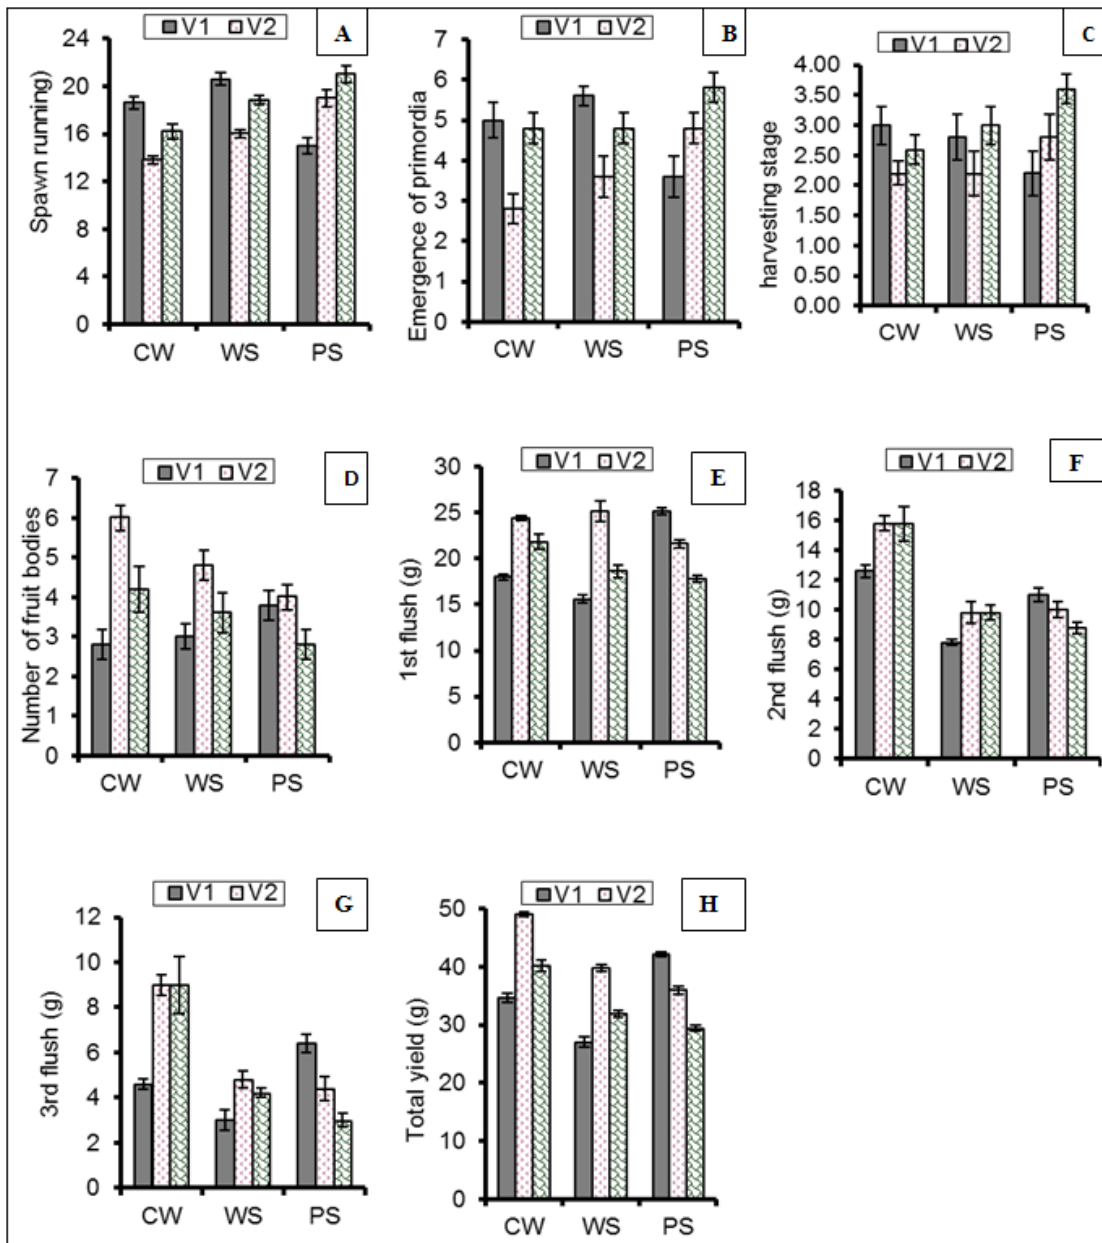 V1 V2
A
Spawn running)
24
20
16
12
8
4
0
CW WS PS
V1 V2
B
Emergence of primordia
7
6
5
4
3
2
1
0
CW WS PS
V1 V2
C
harvesting stage
4.00
3.50
3.00
2.50
2.00
1.50
1.00
0.50
0.00
CW WS PS
V1 V2
D
Number of fruit bodies
7
6
5
4
3
2
1
0
CW WS PS
V1 V2
E
1st flush (g)
30
25
20
15
10
5
0
CW WS PS
V1 V2
F
2nd flush (g)
18
16
14
12
10
8
6
4
2
0
CW WS PS
V1 V2
G
3rd flush (g)
12
10
8
6
4
2
0
CW WS PS
V1 V2
H
Total yield (g)
50
40
30
20
10
0
CW WS PS